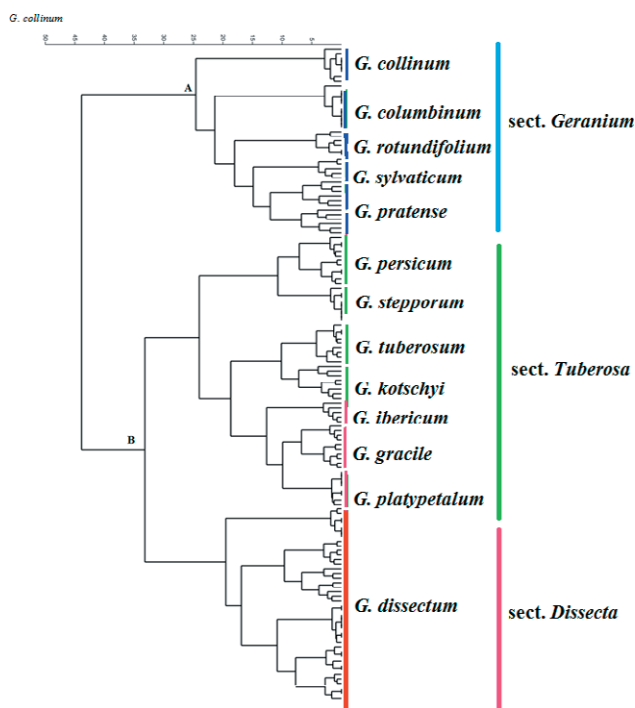 G. collinum
50 45 40 35 30 25 20 15 10 5
A
G. collinum
G. columbinum
sect. Geranium
G. rotundifolium
G. sylvaticum
G. pratense
G. persicum
G. stepporum
G. tuberosum
sect. Tuberosa
G. kotschyi
G. ibericum
B
G. gracile
G. platypetalum
G. dissectum
sect. Dissecta